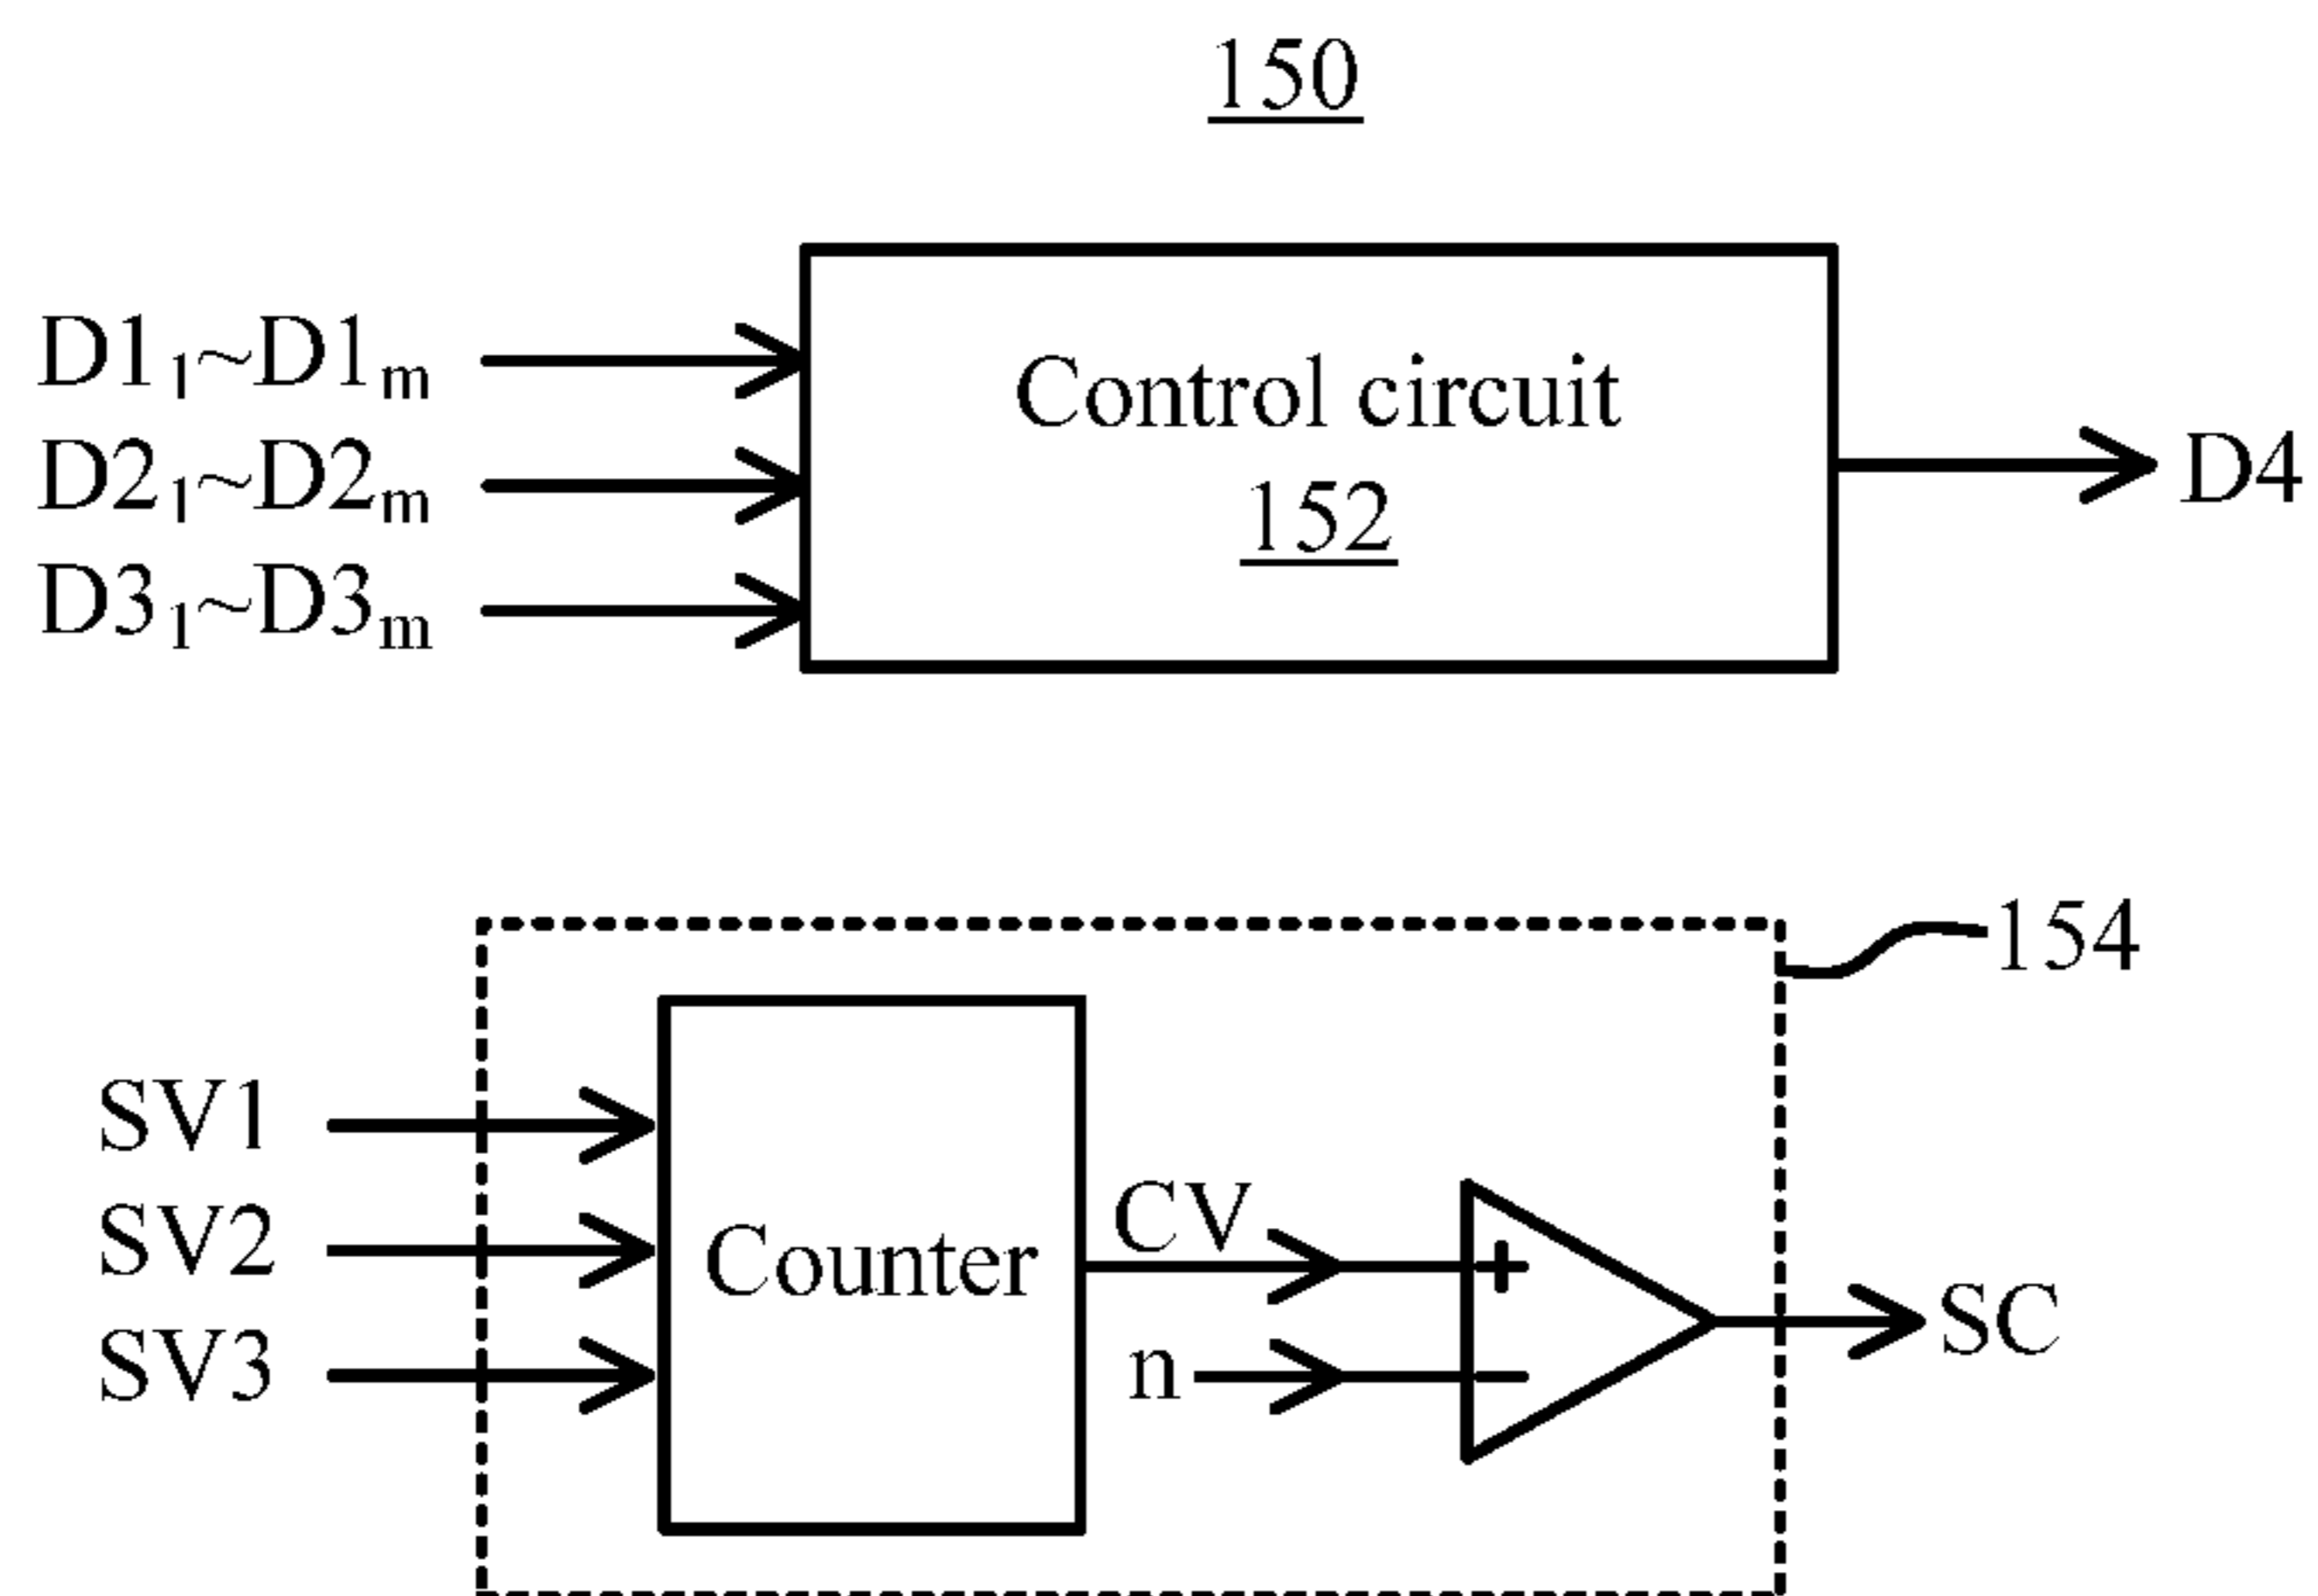 150
D1₁~D1ₘ
D2₁~D2ₘ
D3₁~D3ₘ
Control circuit
152
D4
154
SV1
SV2
SV3
Counter
CV
n
+
−
SC